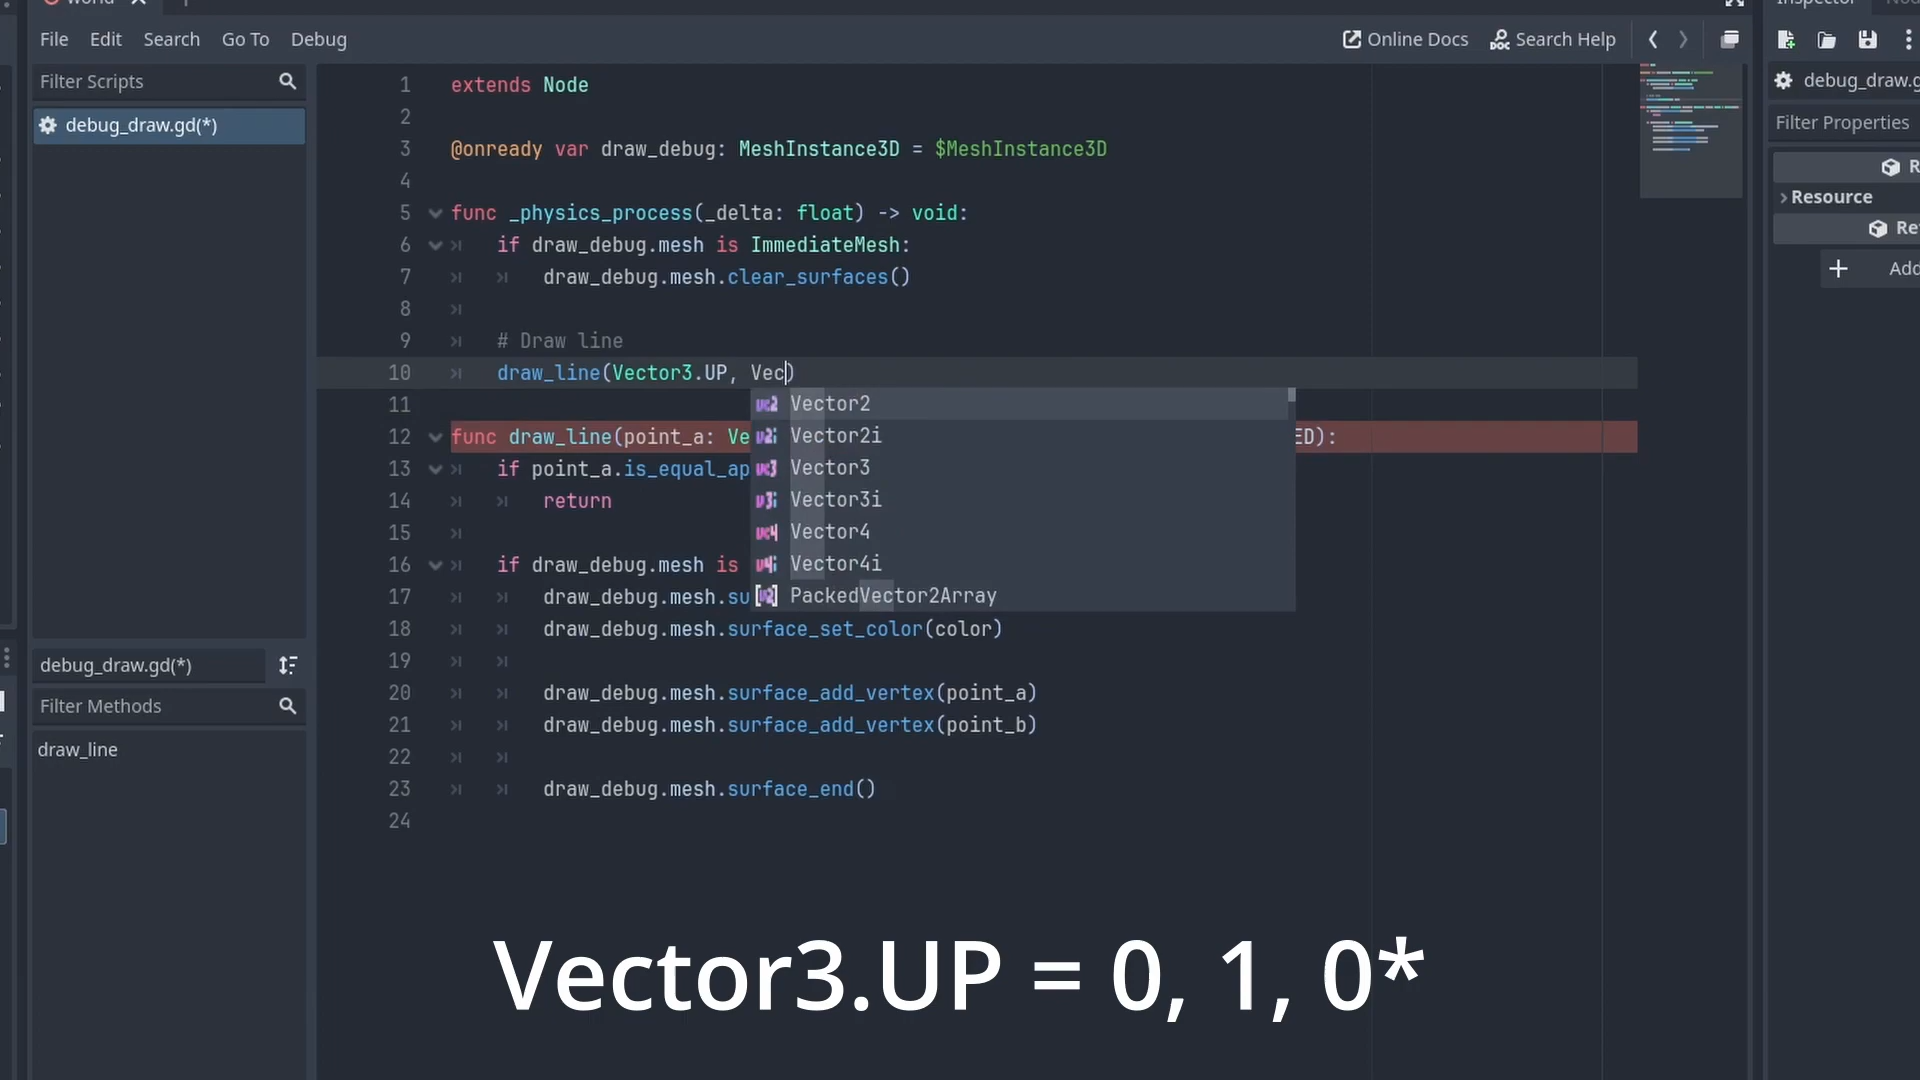 world
Inspector
File Edit Search Go To Debug Online Docs Search Help
Filter Scripts
debug_draw.gd(*)
debug_draw.g
Filter Properties
Resource
Add
1 extends Node
2
3 @onready var draw_debug: MeshInstance3D = $MeshInstance3D
4
5 func _physics_process(_delta: float) -> void:
6 if draw_debug.mesh is ImmediateMesh:
7 draw_debug.mesh.clear_surfaces()
8
9 # Draw line
10 draw_line(Vector3.UP, Vec)
11
12 func draw_line(point_a: Ve ED):
13 if point_a.is_equal_ap
14 return
15
16 if draw_debug.mesh is
17 draw_debug.mesh.su
18 draw_debug.mesh.surface_set_color(color)
19
20 draw_debug.mesh.surface_add_vertex(point_a)
21 draw_debug.mesh.surface_add_vertex(point_b)
22
23 draw_debug.mesh.surface_end()
24
Vector2
Vector2i
Vector3
Vector3i
Vector4
Vector4i
PackedVector2Array
debug_draw.gd(*)
Filter Methods
draw_line
Vector3.UP = 0, 1, 0*